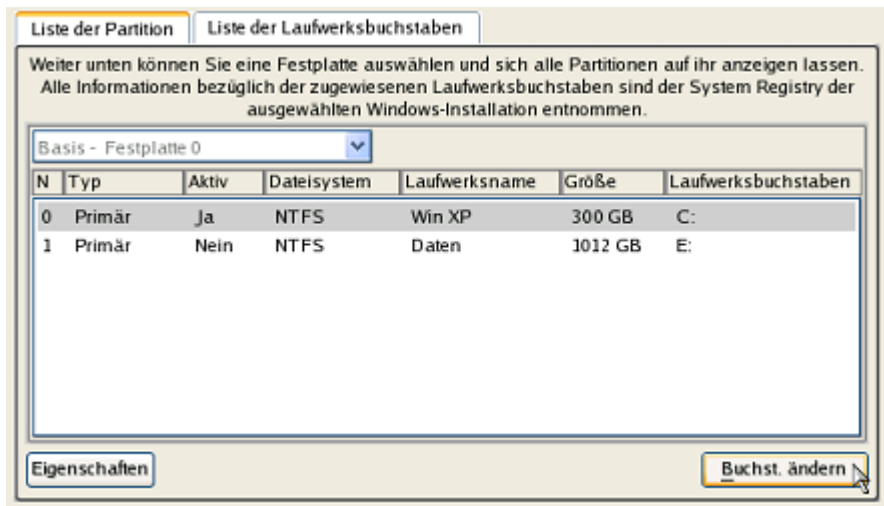 Liste der Partition Liste der Laufwerksbuchstaben
Weiter unten können Sie eine Festplatte auswählen und sich alle Partitionen auf ihr anzeigen lassen.
Alle Informationen bezüglich der zugewiesenen Laufwerksbuchstaben sind der System Registry der
ausgewählten Windows-Installation entnommen.
Basis - Festplatte 0
N Typ Aktiv Dateisystem Laufwerksname Größe Laufwerksbuchstaben
0 Primär Ja NTFS Win XP 300 GB C:
1 Primär Nein NTFS Daten 1012 GB E:
Eigenschaften Buchst. ändern